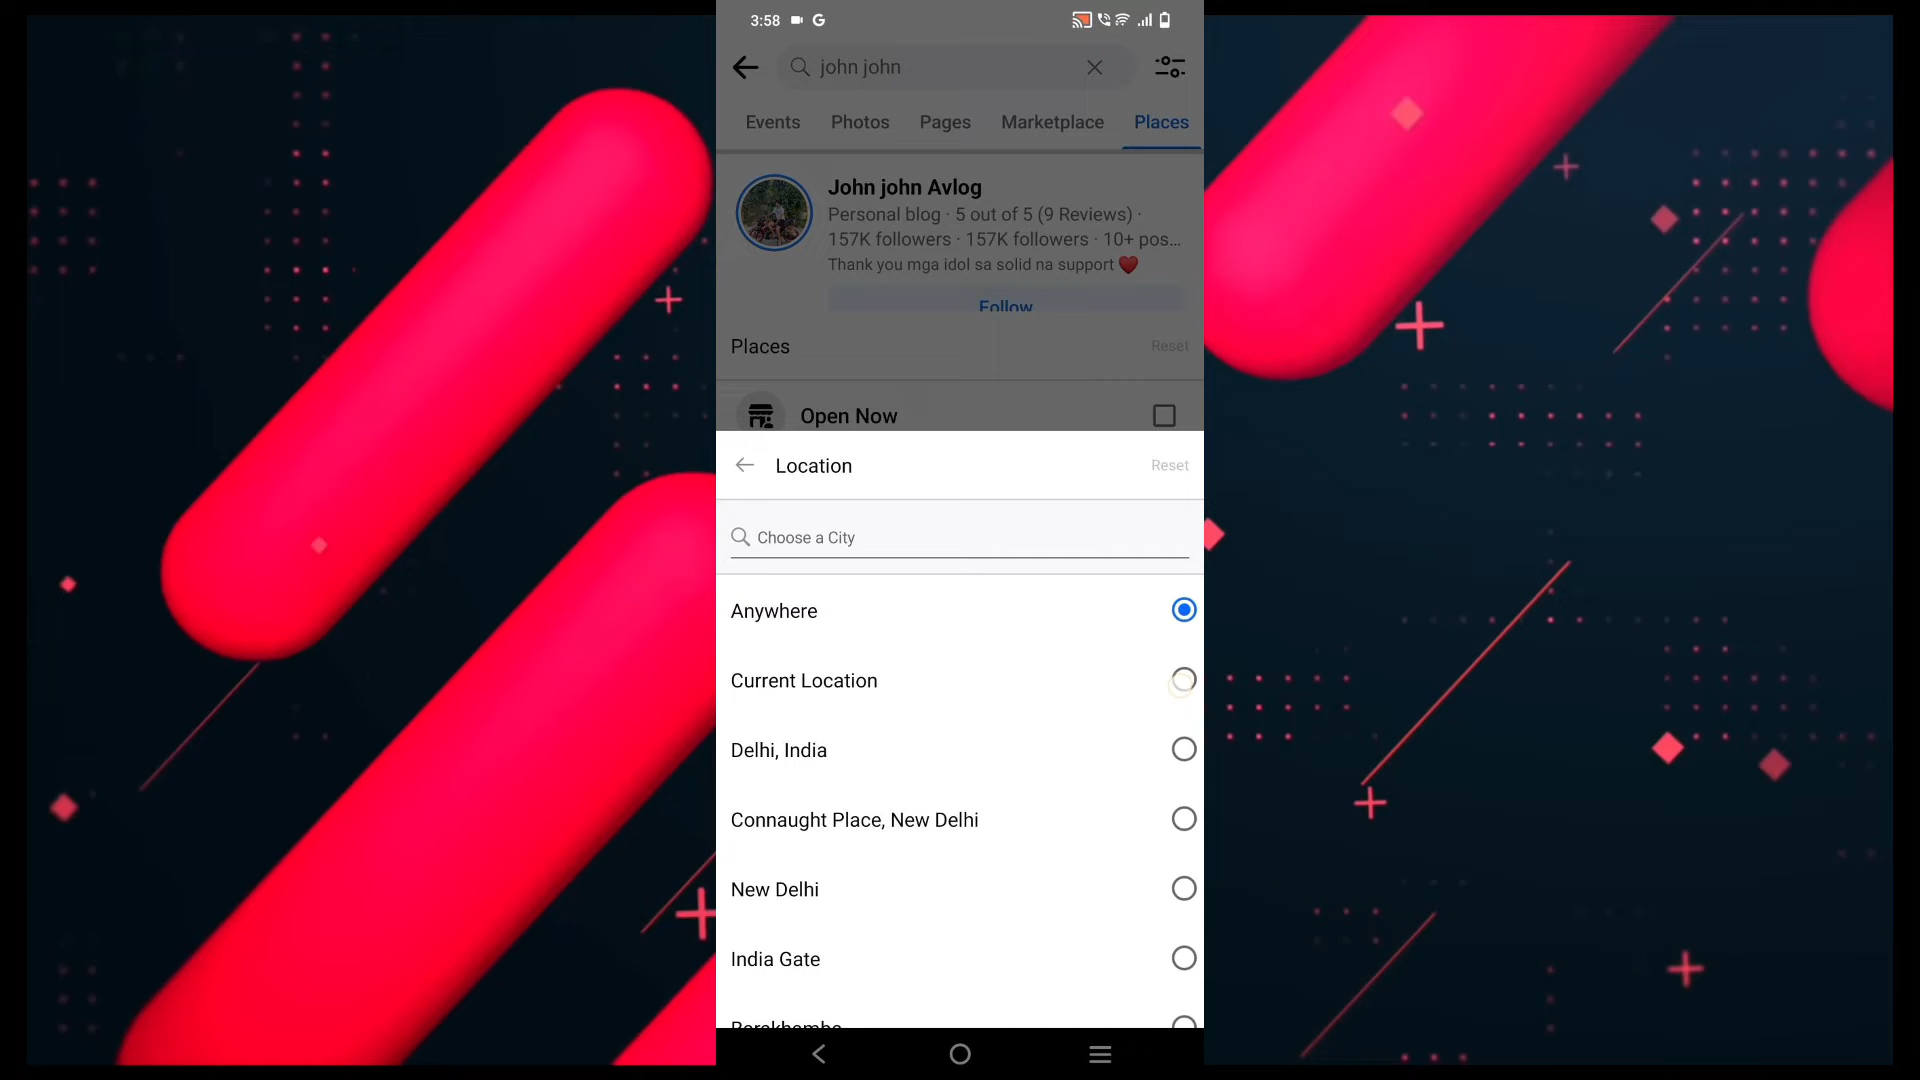 3:58
john john
Events Photos Pages Marketplace Places
John john Avlog
Personal blog · 5 out of 5 (9 Reviews) ·
157K followers · 157K followers · 10+ pos...
Thank you mga idol sa solid na support ❤️
Follow
Places Reset
Open Now
Location Reset
Choose a City
Anywhere
Current Location
Delhi, India
Connaught Place, New Delhi
New Delhi
India Gate
Barakhamba